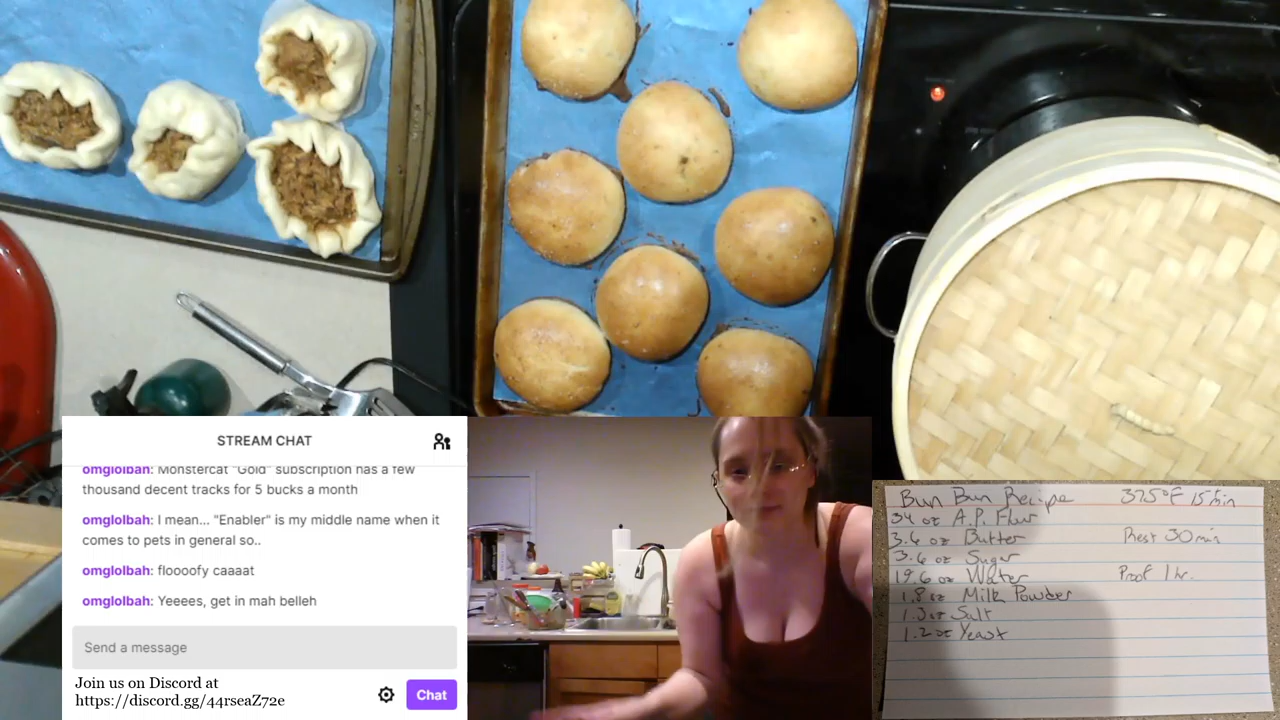 STREAM CHAT
omglolbah: Monstercat "Gold" subscription has a few
thousand decent tracks for 5 bucks a month
omglolbah: I mean... "Enabler" is my middle name when it
comes to pets in general so..
omglolbah: floooofy caaaat
omglolbah: Yeeees, get in mah belleh
Send a message
Join us on Discord at
https://discord.gg/44rseaZ72e
Chat
Bun Bun Recipe 375°F 15 min
34 oz A.P. Flur
3.6 oz Butter Rest 30 min
3.6 oz Sugar
19.6 oz Water Proof 1 hr.
1.8 oz Milk Powder
oz Salt
1.2 oz Yeast